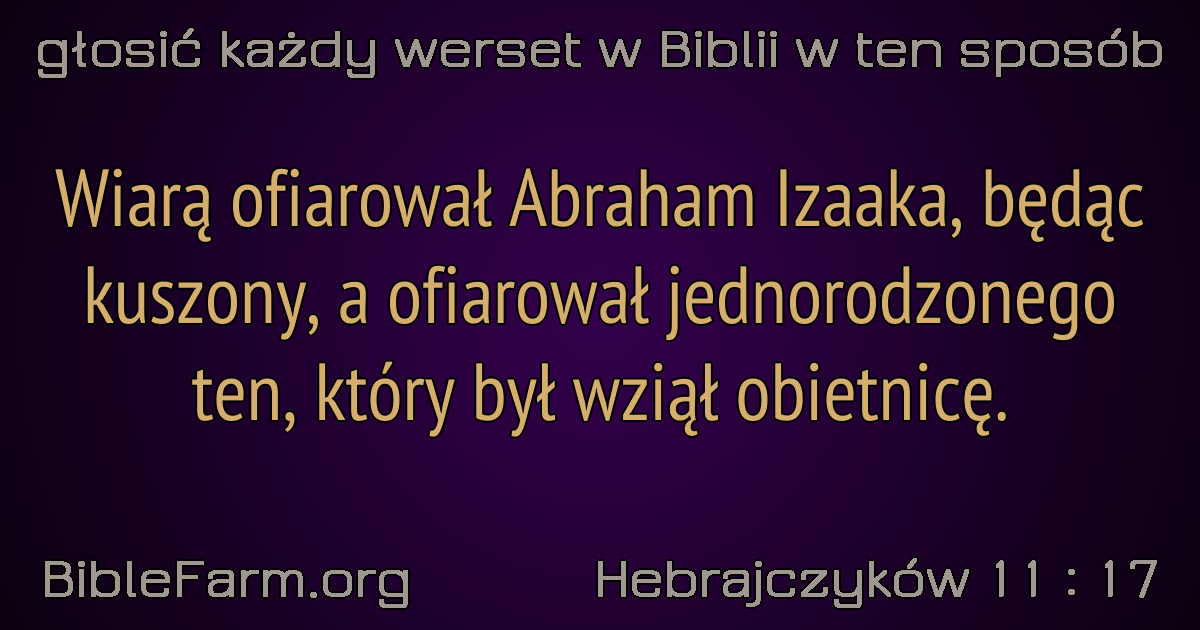 głosić każdy werset w Biblii w ten sposób
Wiarą ofiarował Abraham Izaaka, będąc
kuszony, a ofiarował jednorodzonego
ten, który był wziął obietnicę.
BibleFarm.org
Hebrajczyków 11 : 17